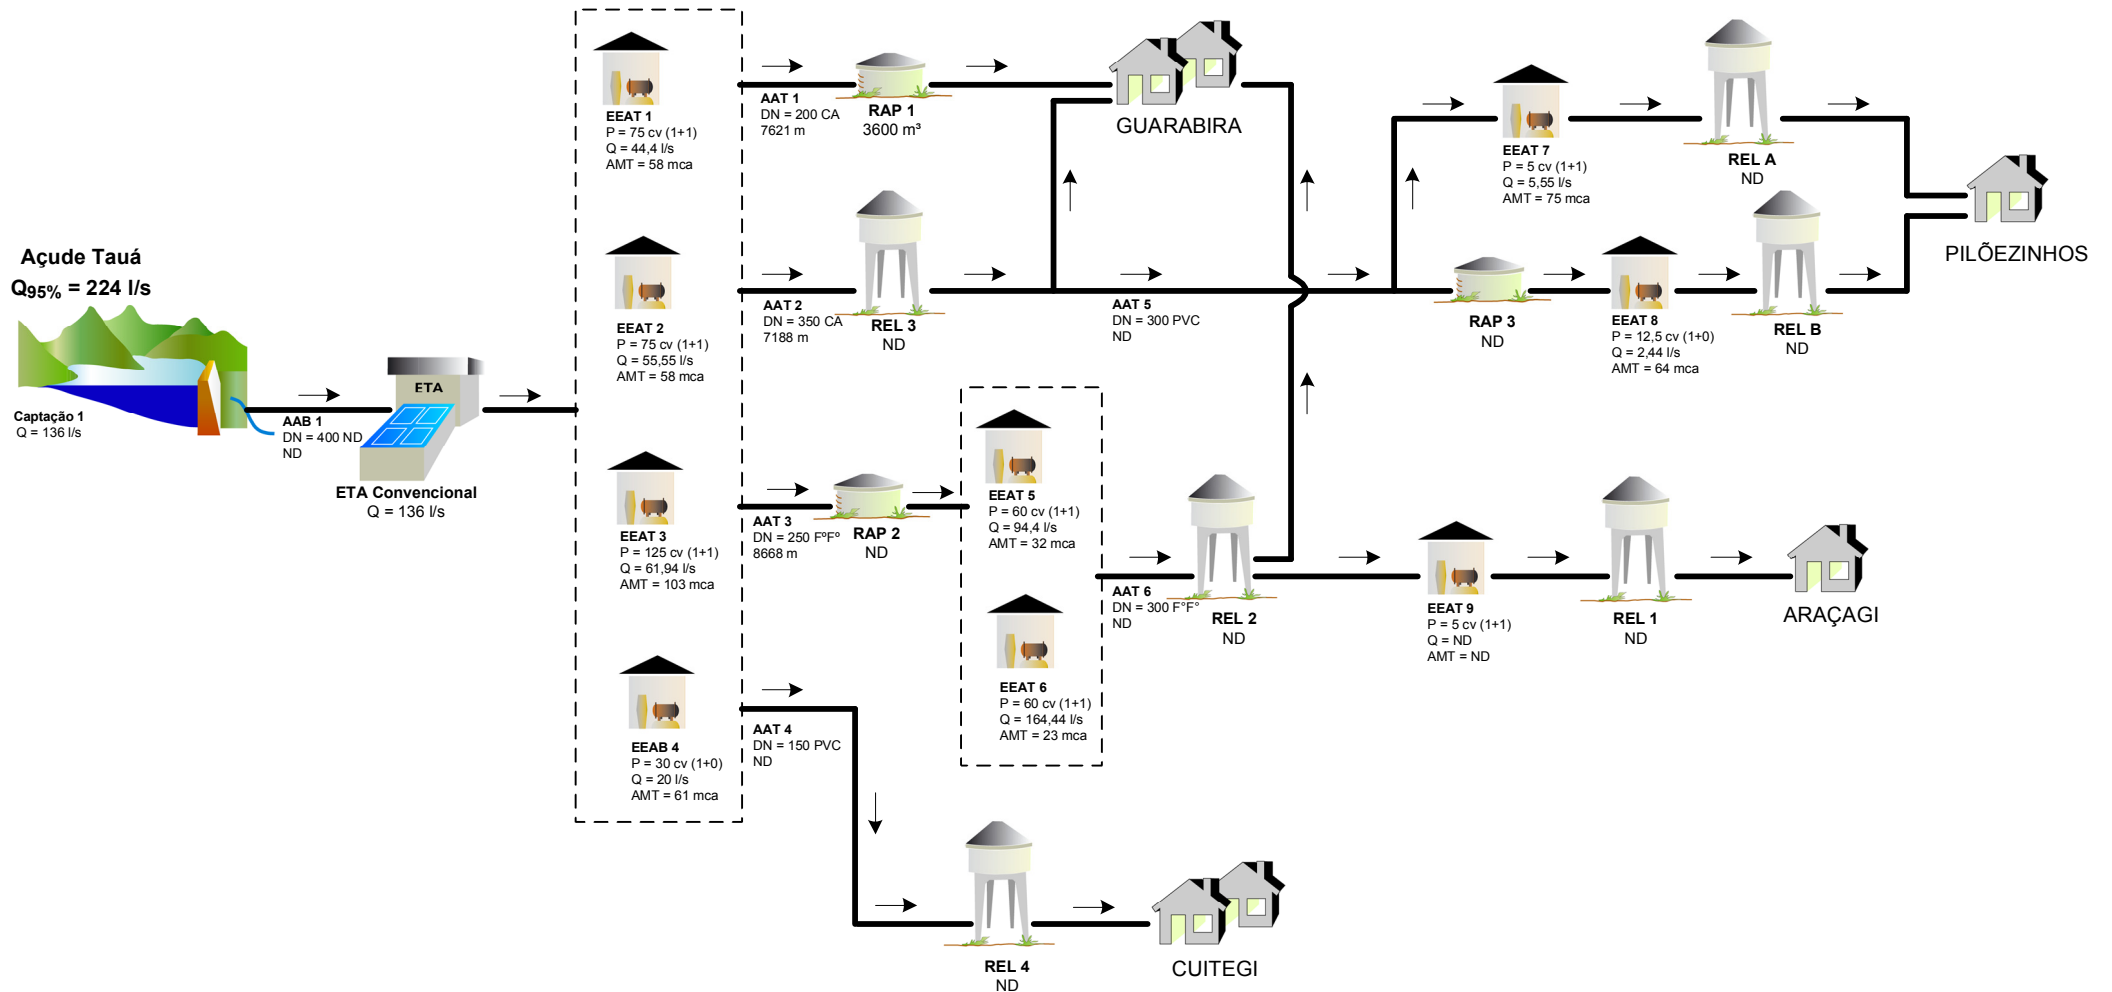 Açude Tauá
Q95% = 224 l/s
Captação 1
Q = 136 l/s
AAB 1
DN = 400 ND
ND
ETA
ETA Convencional
Q = 136 l/s
EEAT 1
P = 75 cv (1+1)
Q = 44,4 l/s
AMT = 58 mca
EEAT 2
P = 75 cv (1+1)
Q = 55,55 l/s
AMT = 58 mca
EEAT 3
P = 125 cv (1+1)
Q = 61,94 l/s
AMT = 103 mca
EEAB 4
P = 30 cv (1+0)
Q = 20 l/s
AMT = 61 mca
AAT 1
DN = 200 CA
7621 m
RAP 1
3600 m³
GUARABIRA
AAT 2
DN = 350 CA
7188 m
REL 3
ND
AAT 5
DN = 300 PVC
ND
EEAT 7
P = 5 cv (1+1)
Q = 5,55 l/s
AMT = 75 mca
REL A
ND
RAP 3
ND
EEAT 8
P = 12,5 cv (1+0)
Q = 2,44 l/s
AMT = 64 mca
REL B
ND
PILÕEZINHOS
AAT 3
DN = 250 FºFº
8668 m
RAP 2
ND
EEAT 5
P = 60 cv (1+1)
Q = 94,4 l/s
AMT = 32 mca
EEAT 6
P = 60 cv (1+1)
Q = 164,44 l/s
AMT = 23 mca
AAT 6
DN = 300 F°F°
ND
REL 2
ND
EEAT 9
P = 5 cv (1+1)
Q = ND
AMT = ND
REL 1
ND
ARAÇAGI
AAT 4
DN = 150 PVC
ND
REL 4
ND
CUITEGI